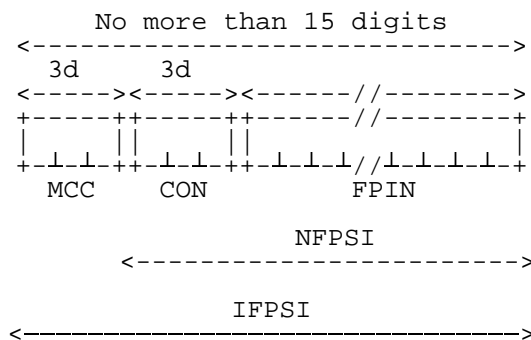 No more than 15 digits
3d 3d
MCC CON FPIN
NFPSI
IFPSI